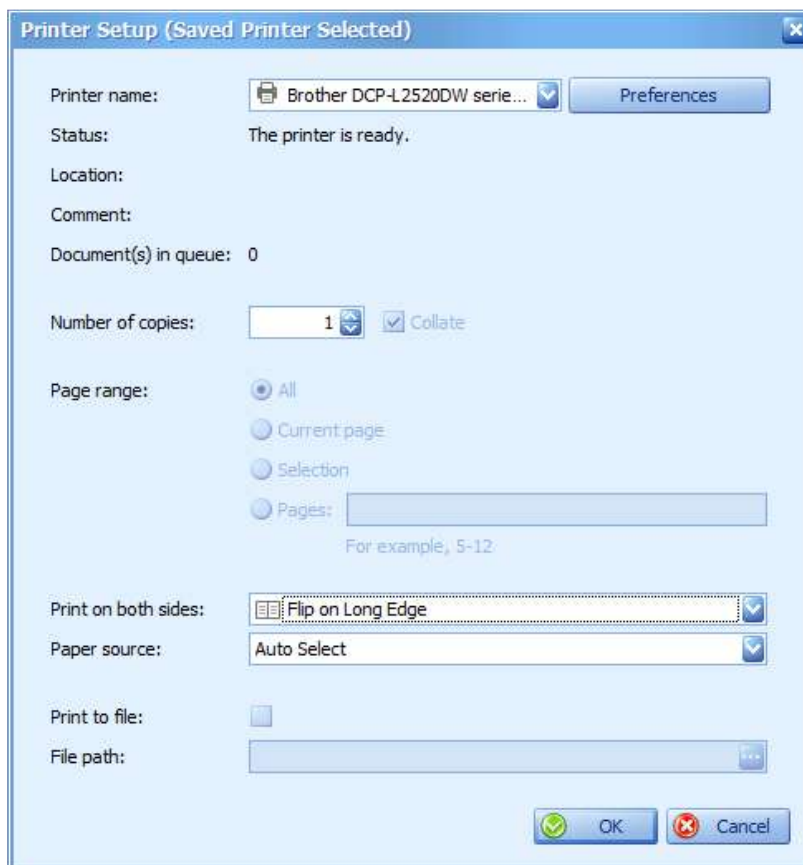 Printer Setup (Saved Printer Selected)
Printer name: Brother DCP-L2520DW serie... Preferences
Status: The printer is ready.
Location:
Comment:
Document(s) in queue: 0
Number of copies: 1 Collate
Page range: All
Current page
Selection
Pages:
For example, 5-12
Print on both sides: Flip on Long Edge
Paper source: Auto Select
Print to file:
File path: ...
OK Cancel